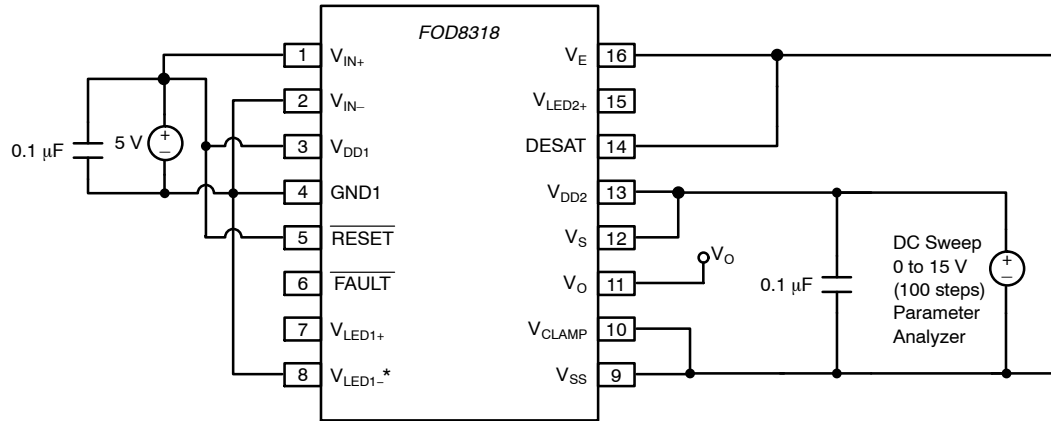 FOD8318
1 V_IN+
2 V_IN−
3 V_DD1
4 GND1
5 RESET
6 FAULT
7 V_LED1+
8 V_LED1−*
V_E 16
V_LED2+ 15
DESAT 14
V_DD2 13
V_S 12
V_O 11
V_CLAMP 10
V_SS 9
0.1 μF
5 V
+
−
V_O
0.1 μF
DC Sweep
0 to 15 V
(100 steps)
Parameter
Analyzer
+
−